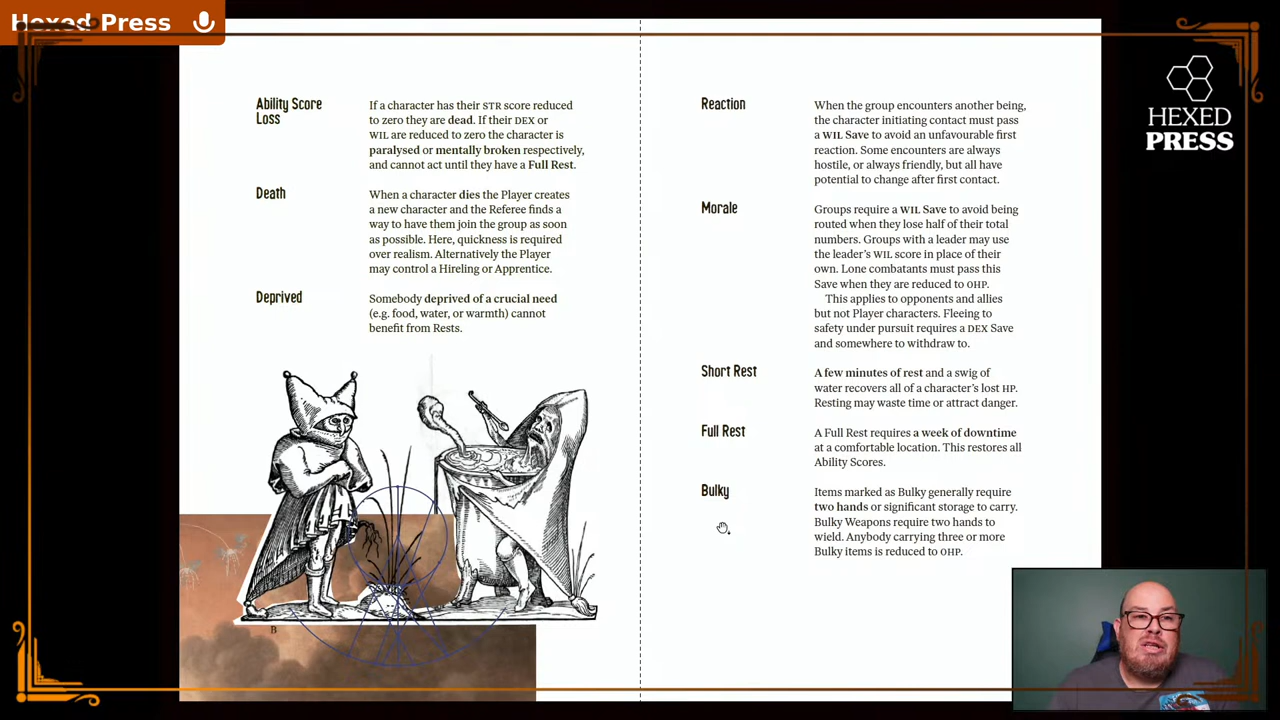 Hexed Press
HEXED
PRESS
Ability Score
Loss
If a character has their STR score reduced
to zero they are dead. If their DEX or
WIL are reduced to zero the character is
paralysed or mentally broken respectively,
and cannot act until they have a Full Rest.
Death
When a character dies the Player creates
a new character and the Referee finds a
way to have them join the group as soon
as possible. Here, quickness is required
over realism. Alternatively the Player
may control a Hireling or Apprentice.
Deprived
Somebody deprived of a crucial need
(e.g. food, water, or warmth) cannot
benefit from Rests.
B
Reaction
When the group encounters another being,
the character initiating contact must pass
a WIL Save to avoid an unfavourable first
reaction. Some encounters are always
hostile, or always friendly, but all have
potential to change after first contact.
Morale
Groups require a WIL Save to avoid being
routed when they lose half of their total
numbers. Groups with a leader may use
the leader's WIL score in place of their
own. Lone combatants must pass this
Save when they are reduced to 0HP.
This applies to opponents and allies
but not Player characters. Fleeing to
safety under pursuit requires a DEX Save
and somewhere to withdraw to.
Short Rest
A few minutes of rest and a swig of
water recovers all of a character's lost HP.
Resting may waste time or attract danger.
Full Rest
A Full Rest requires a week of downtime
at a comfortable location. This restores all
Ability Scores.
Bulky
Items marked as Bulky generally require
two hands or significant storage to carry.
Bulky Weapons require two hands to
wield. Anybody carrying three or more
Bulky items is reduced to 0HP.